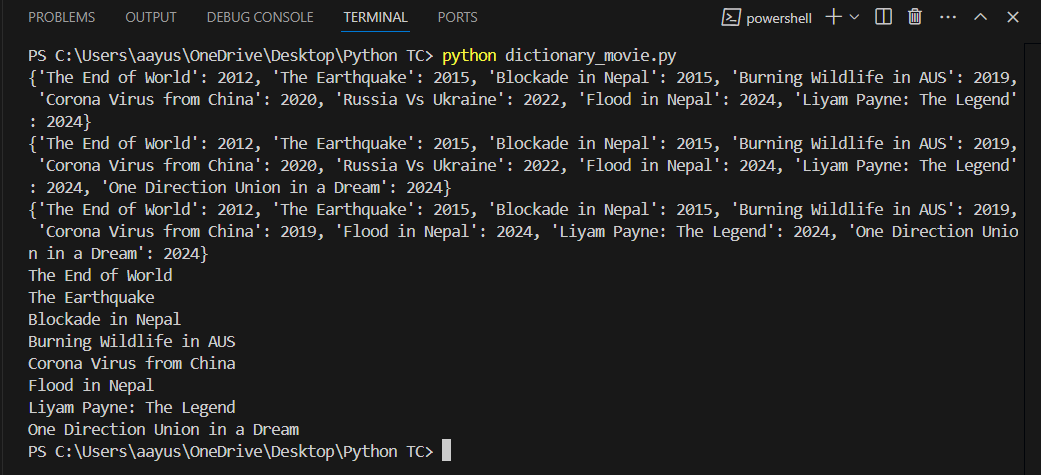 PROBLEMS OUTPUT DEBUG CONSOLE TERMINAL PORTS powershell
PS C:\Users\aayus\OneDrive\Desktop\Python TC> python dictionary_movie.py
{'The End of World': 2012, 'The Earthquake': 2015, 'Blockade in Nepal': 2015, 'Burning Wildlife in AUS': 2019,
 'Corona Virus from China': 2020, 'Russia Vs Ukraine': 2022, 'Flood in Nepal': 2024, 'Liyam Payne: The Legend'
: 2024}
{'The End of World': 2012, 'The Earthquake': 2015, 'Blockade in Nepal': 2015, 'Burning Wildlife in AUS': 2019,
 'Corona Virus from China': 2020, 'Russia Vs Ukraine': 2022, 'Flood in Nepal': 2024, 'Liyam Payne: The Legend'
: 2024, 'One Direction Union in a Dream': 2024}
{'The End of World': 2012, 'The Earthquake': 2015, 'Blockade in Nepal': 2015, 'Burning Wildlife in AUS': 2019,
 'Corona Virus from China': 2019, 'Flood in Nepal': 2024, 'Liyam Payne: The Legend': 2024, 'One Direction Unio
n in a Dream': 2024}
The End of World
The Earthquake
Blockade in Nepal
Burning Wildlife in AUS
Corona Virus from China
Flood in Nepal
Liyam Payne: The Legend
One Direction Union in a Dream
PS C:\Users\aayus\OneDrive\Desktop\Python TC>